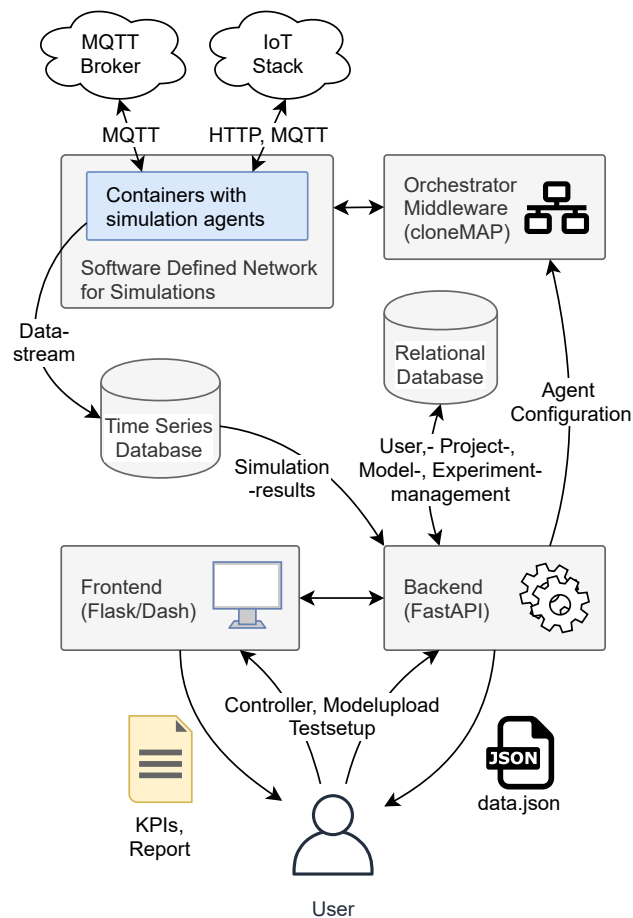 MQTT
Broker
IoT
Stack
MQTT
HTTP, MQTT
Containers with
simulation agents
Software Defined Network
for Simulations
Orchestrator
Middleware
(cloneMAP)
Data-
stream
Relational
Database
Agent
Configuration
Time Series
Database
User,- Project-,
Model-, Experiment-
management
Simulation
-results
Frontend
(Flask/Dash)
Backend
(FastAPI)
Controller, Modelupload
Testsetup
JSON
data.json
KPIs,
Report
User